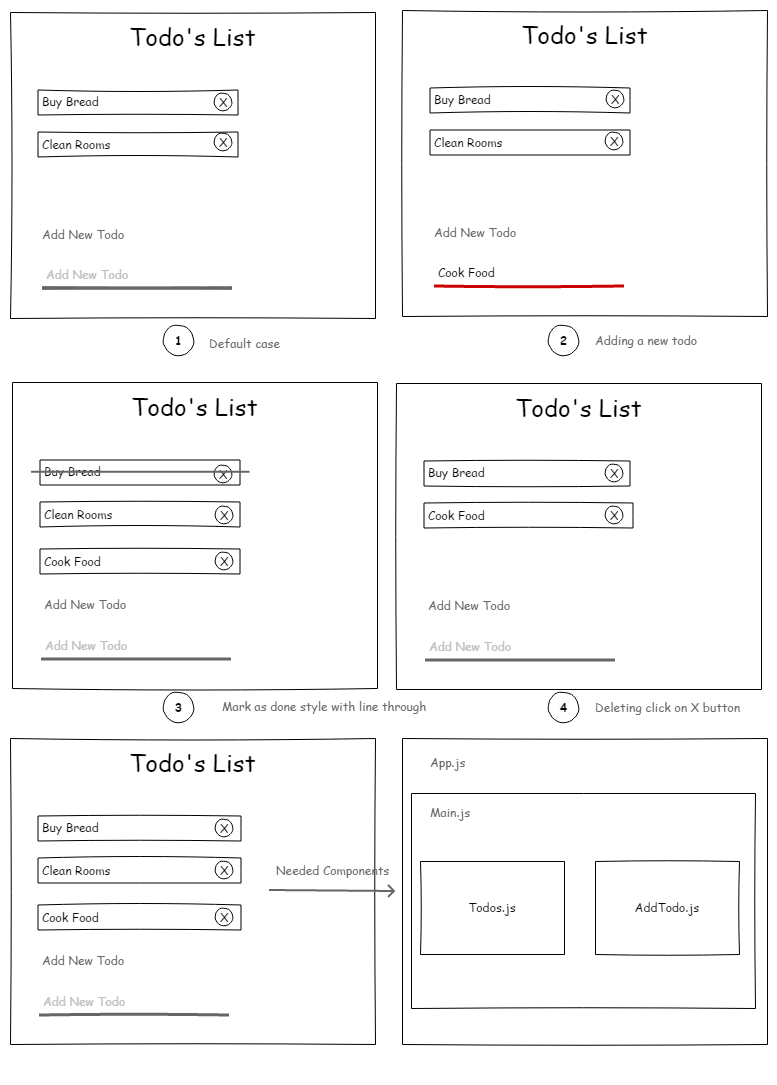 Todo's List
Buy Bread X
Clean Rooms X
Add New Todo
Add New Todo
1 Default case
Todo's List
Buy Bread X
Clean Rooms X
Add New Todo
Cook Food
2 Adding a new todo
Todo's List
Buy Bread X
Clean Rooms X
Cook Food X
Add New Todo
Add New Todo
3 Mark as done style with line through
Todo's List
Buy Bread X
Cook Food X
Add New Todo
Add New Todo
4 Deleting click on X button
Todo's List
Buy Bread X
Clean Rooms X
Cook Food X
Add New Todo
Add New Todo
Needed Components
App.js
Main.js
Todos.js
AddTodo.js